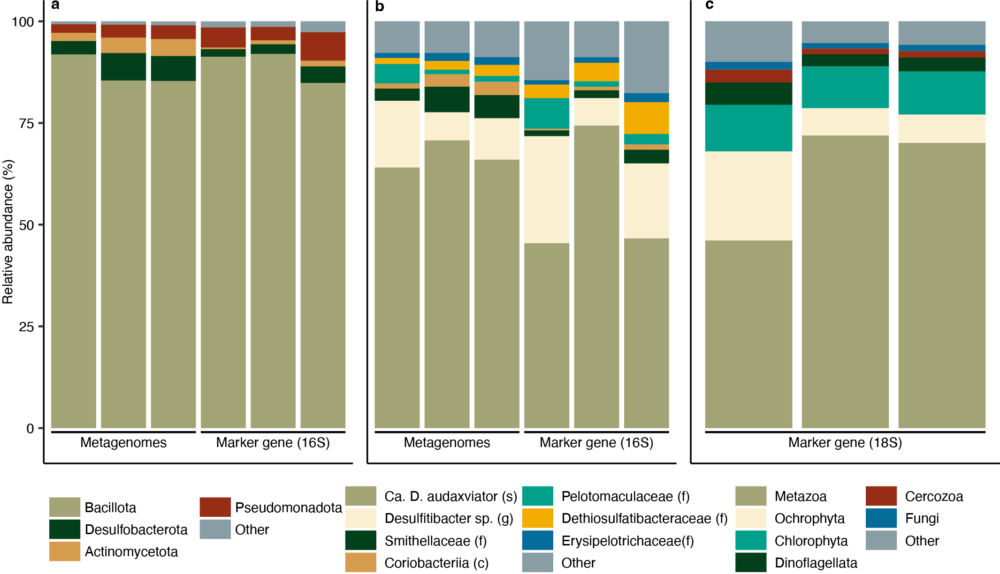 a
b
c
100
75
50
25
0
Relative abundance (%)
Metagenomes
Marker gene (16S)
Metagenomes
Marker gene (16S)
Marker gene (18S)
Bacillota
Desulfobacterota
Actinomycetota
Pseudomonadota
Other
Ca. D. audaxviator (s)
Desulfitibacter sp. (g)
Smithellaceae (f)
Coriobacteriia (c)
Pelotomaculaceae (f)
Dethiosulfatibacteraceae (f)
Erysipelotrichaceae(f)
Other
Metazoa
Ochrophyta
Chlorophyta
Dinoflagellata
Cercozoa
Fungi
Other